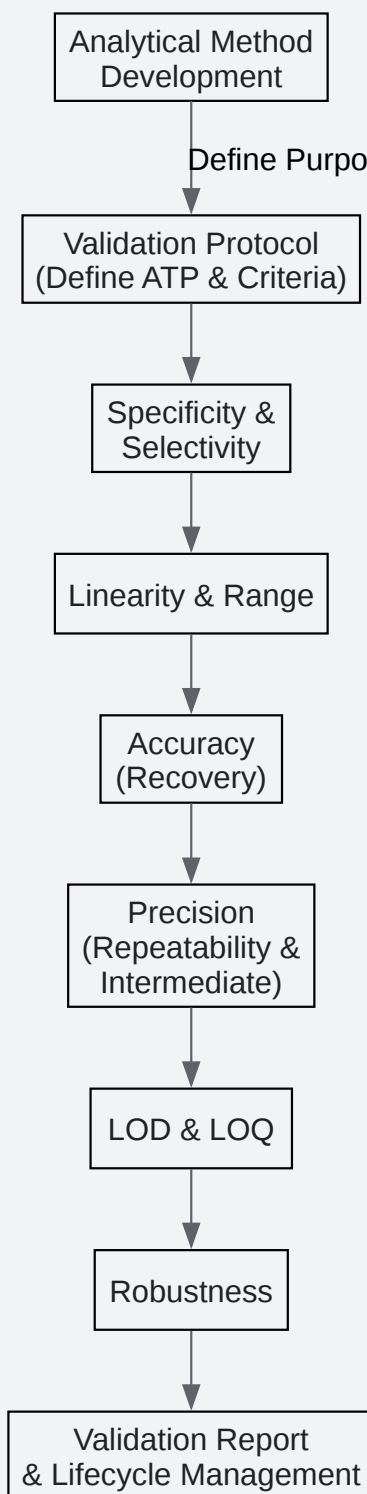 Analytical Method
Development
Define Purpo
Validation Protocol
(Define ATP & Criteria)
Specificity &
Selectivity
Linearity & Range
Accuracy
(Recovery)
Precision
(Repeatability &
Intermediate)
LOD & LOQ
Robustness
Validation Report
& Lifecycle Management